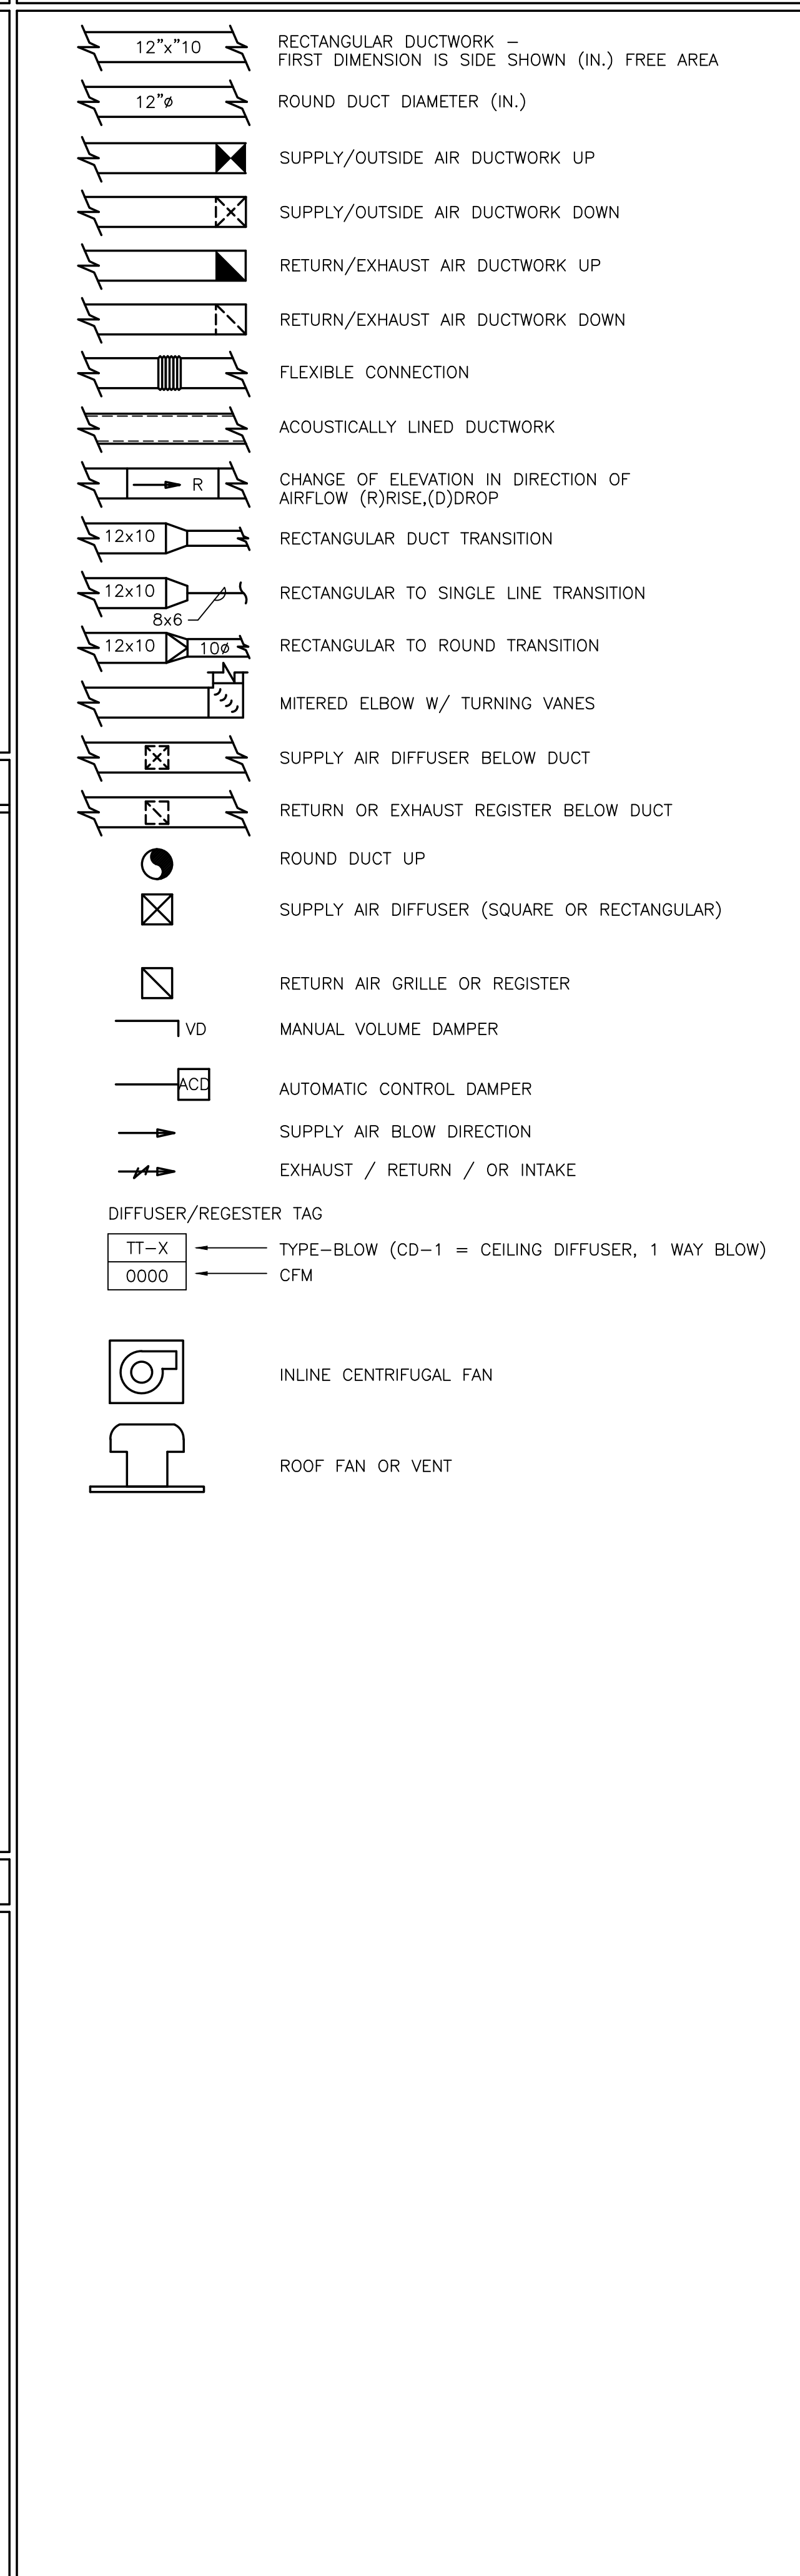 12"x"10 RECTANGULAR DUCTWORK –
FIRST DIMENSION IS SIDE SHOWN (IN.) FREE AREA
12"ø ROUND DUCT DIAMETER (IN.)
SUPPLY/OUTSIDE AIR DUCTWORK UP
SUPPLY/OUTSIDE AIR DUCTWORK DOWN
RETURN/EXHAUST AIR DUCTWORK UP
RETURN/EXHAUST AIR DUCTWORK DOWN
FLEXIBLE CONNECTION
ACOUSTICALLY LINED DUCTWORK
R CHANGE OF ELEVATION IN DIRECTION OF
AIRFLOW (R)RISE,(D)DROP
12x10 RECTANGULAR DUCT TRANSITION
12x10 RECTANGULAR TO SINGLE LINE TRANSITION
8x6
12x10 10ø RECTANGULAR TO ROUND TRANSITION
MITERED ELBOW W/ TURNING VANES
SUPPLY AIR DIFFUSER BELOW DUCT
RETURN OR EXHAUST REGISTER BELOW DUCT
ROUND DUCT UP
SUPPLY AIR DIFFUSER (SQUARE OR RECTANGULAR)
RETURN AIR GRILLE OR REGISTER
VD MANUAL VOLUME DAMPER
ACD AUTOMATIC CONTROL DAMPER
SUPPLY AIR BLOW DIRECTION
EXHAUST / RETURN / OR INTAKE
DIFFUSER/REGESTER TAG
TT–X TYPE–BLOW (CD–1 = CEILING DIFFUSER, 1 WAY BLOW)
0000 CFM
INLINE CENTRIFUGAL FAN
ROOF FAN OR VENT